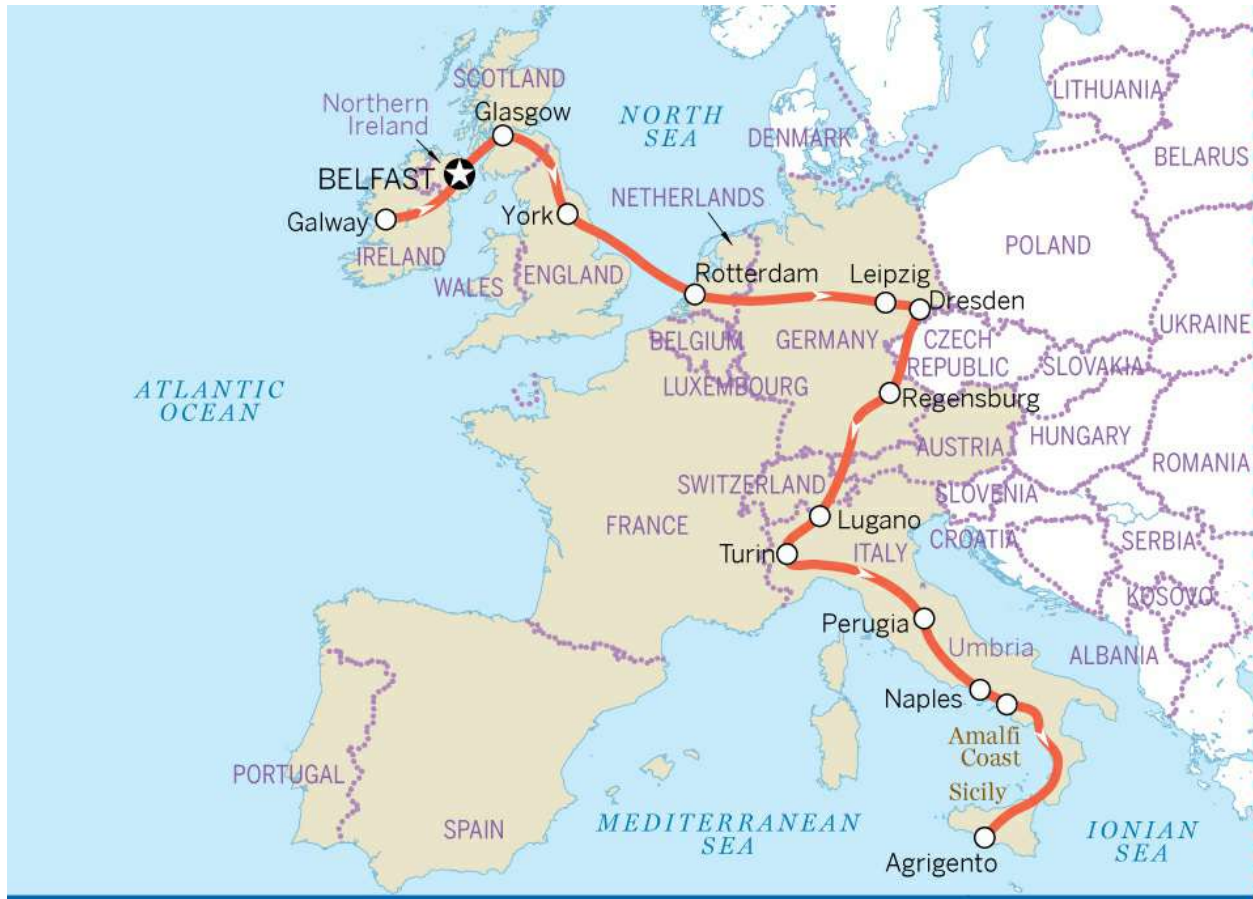 SCOTLAND
Northern
Ireland
Glasgow
NORTH
SEA
LITHUANIA
DENMARK
BELARUS
BELFAST
NETHERLANDS
York
Galway
IRELAND
WALES
ENGLAND
POLAND
Rotterdam
Leipzig
Dresden
UKRAINE
BELGIUM
GERMANY
CZECH
REPUBLIC
SLOVAKIA
LUXEMBOURG
ATLANTIC
OCEAN
Regensburg
AUSTRIA
HUNGARY
ROMANIA
SWITZERLAND
SLOVENIA
FRANCE
Lugano
Turin
ITALY
CROATIA
SERBIA
KOSOVO
Perugia
Umbria
ALBANIA
Naples
Amalfi
Coast
PORTUGAL
Sicily
SPAIN
MEDITERRANEAN
SEA
IONIAN
SEA
Agrigento